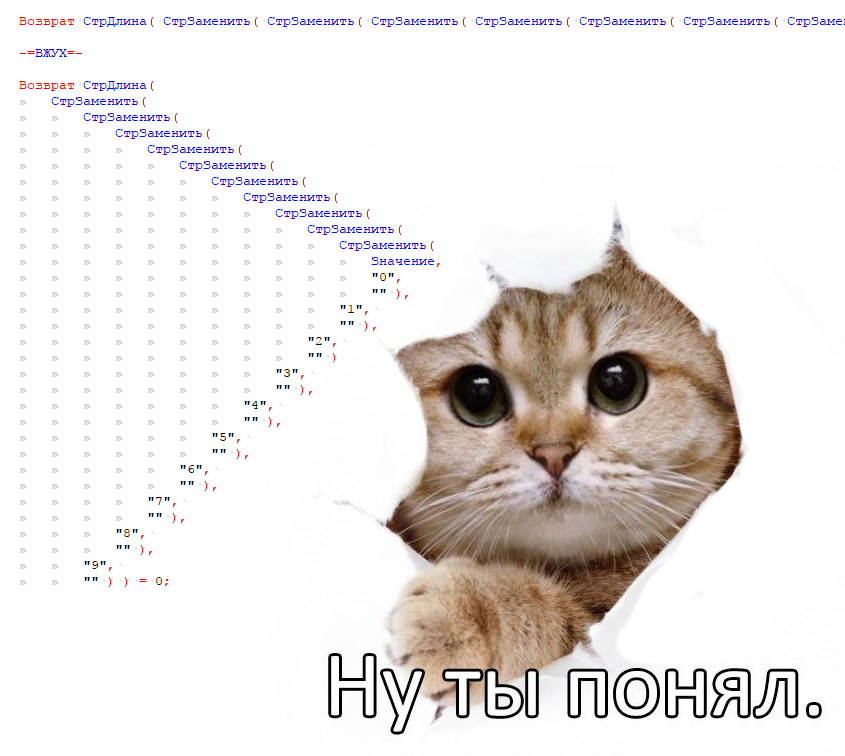 Возврат СтрДлина( СтрЗаменить( СтрЗаменить( СтрЗаменить( СтрЗаменить( СтрЗаменить( СтрЗаменить( СтрЗаме
-=ВЖУХ=-
Возврат СтрДлина(
» СтрЗаменить(
» » СтрЗаменить(
» » » СтрЗаменить(
» » » » СтрЗаменить(
» » » » » СтрЗаменить(
» » » » » » СтрЗаменить(
» » » » » » » СтрЗаменить(
» » » » » » » » СтрЗаменить(
» » » » » » » » » СтрЗаменить(
» » » » » » » » » » СтрЗаменить(
» » » » » » » » » » » Значение,
» » » » » » » » » » » "0",
» » » » » » » » » » » "" ),
» » » » » » » » » » "1",
» » » » » » » » » » "" ),
» » » » » » » » » "2",
» » » » » » » » » "" )
» » » » » » » » "3",
» » » » » » » » "" ),
» » » » » » » "4",
» » » » » » » "" ),
» » » » » » "5",
» » » » » » "" ),
» » » » » "6",
» » » » » "" ),
» » » » "7",
» » » » "" ),
» » » "8",
» » » "" ),
» » "9",
» » "" ) ) = 0;
Ну ты понял.